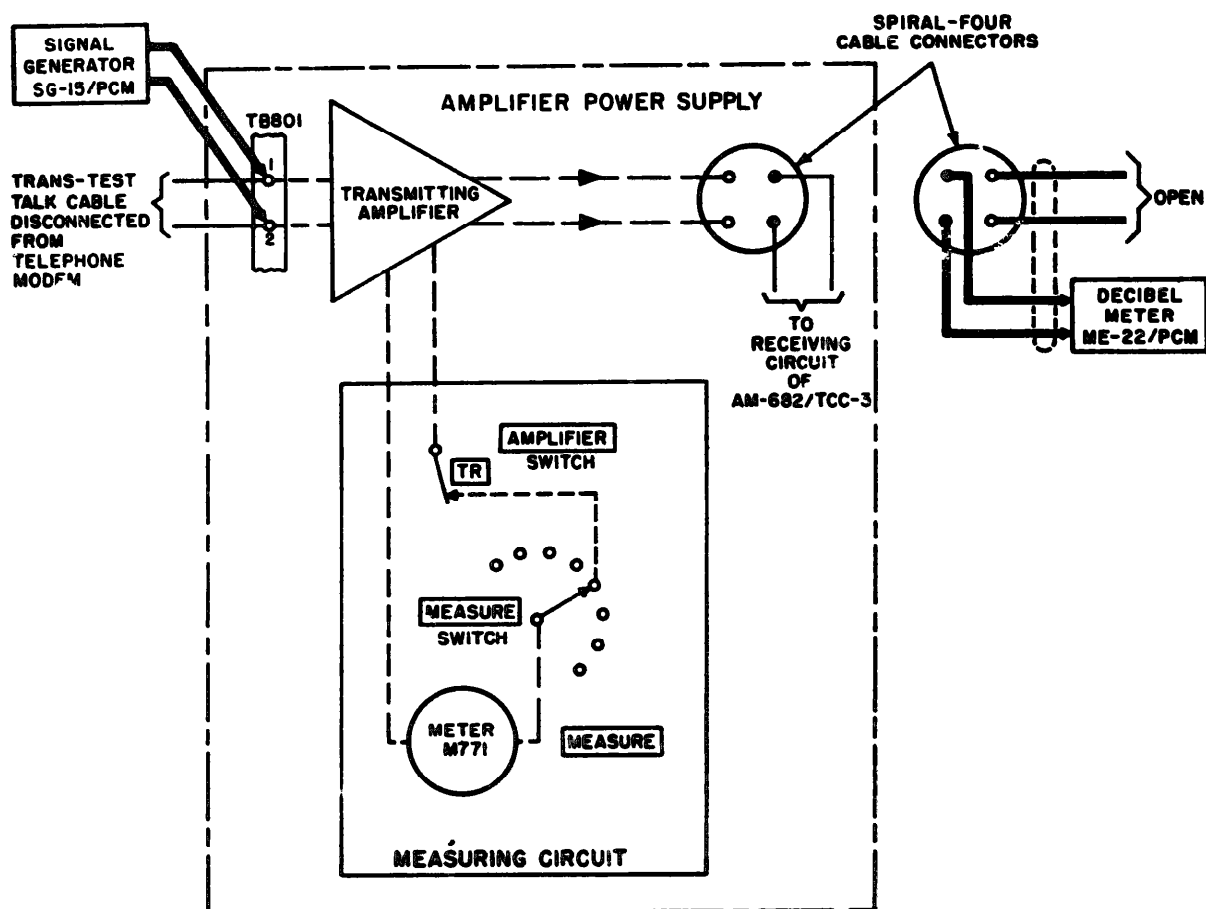 SPIRAL-FOUR
CABLE CONNECTORS
SIGNAL
GENERATOR
SG-15/PCM
AMPLIFIER POWER SUPPLY
TB801
1
2
TRANS-TEST
TALK CABLE
DISCONNECTED
FROM
TELEPHONE
MODEM
TRANSMITTING
AMPLIFIER
OPEN
DECIBEL
METER
ME-22/PCM
TO
RECEIVING
CIRCUIT
OF
AM-682/TCC-3
AMPLIFIER
SWITCH
TR
MEASURE
SWITCH
METER
M771
MEASURE
MEASURING CIRCUIT